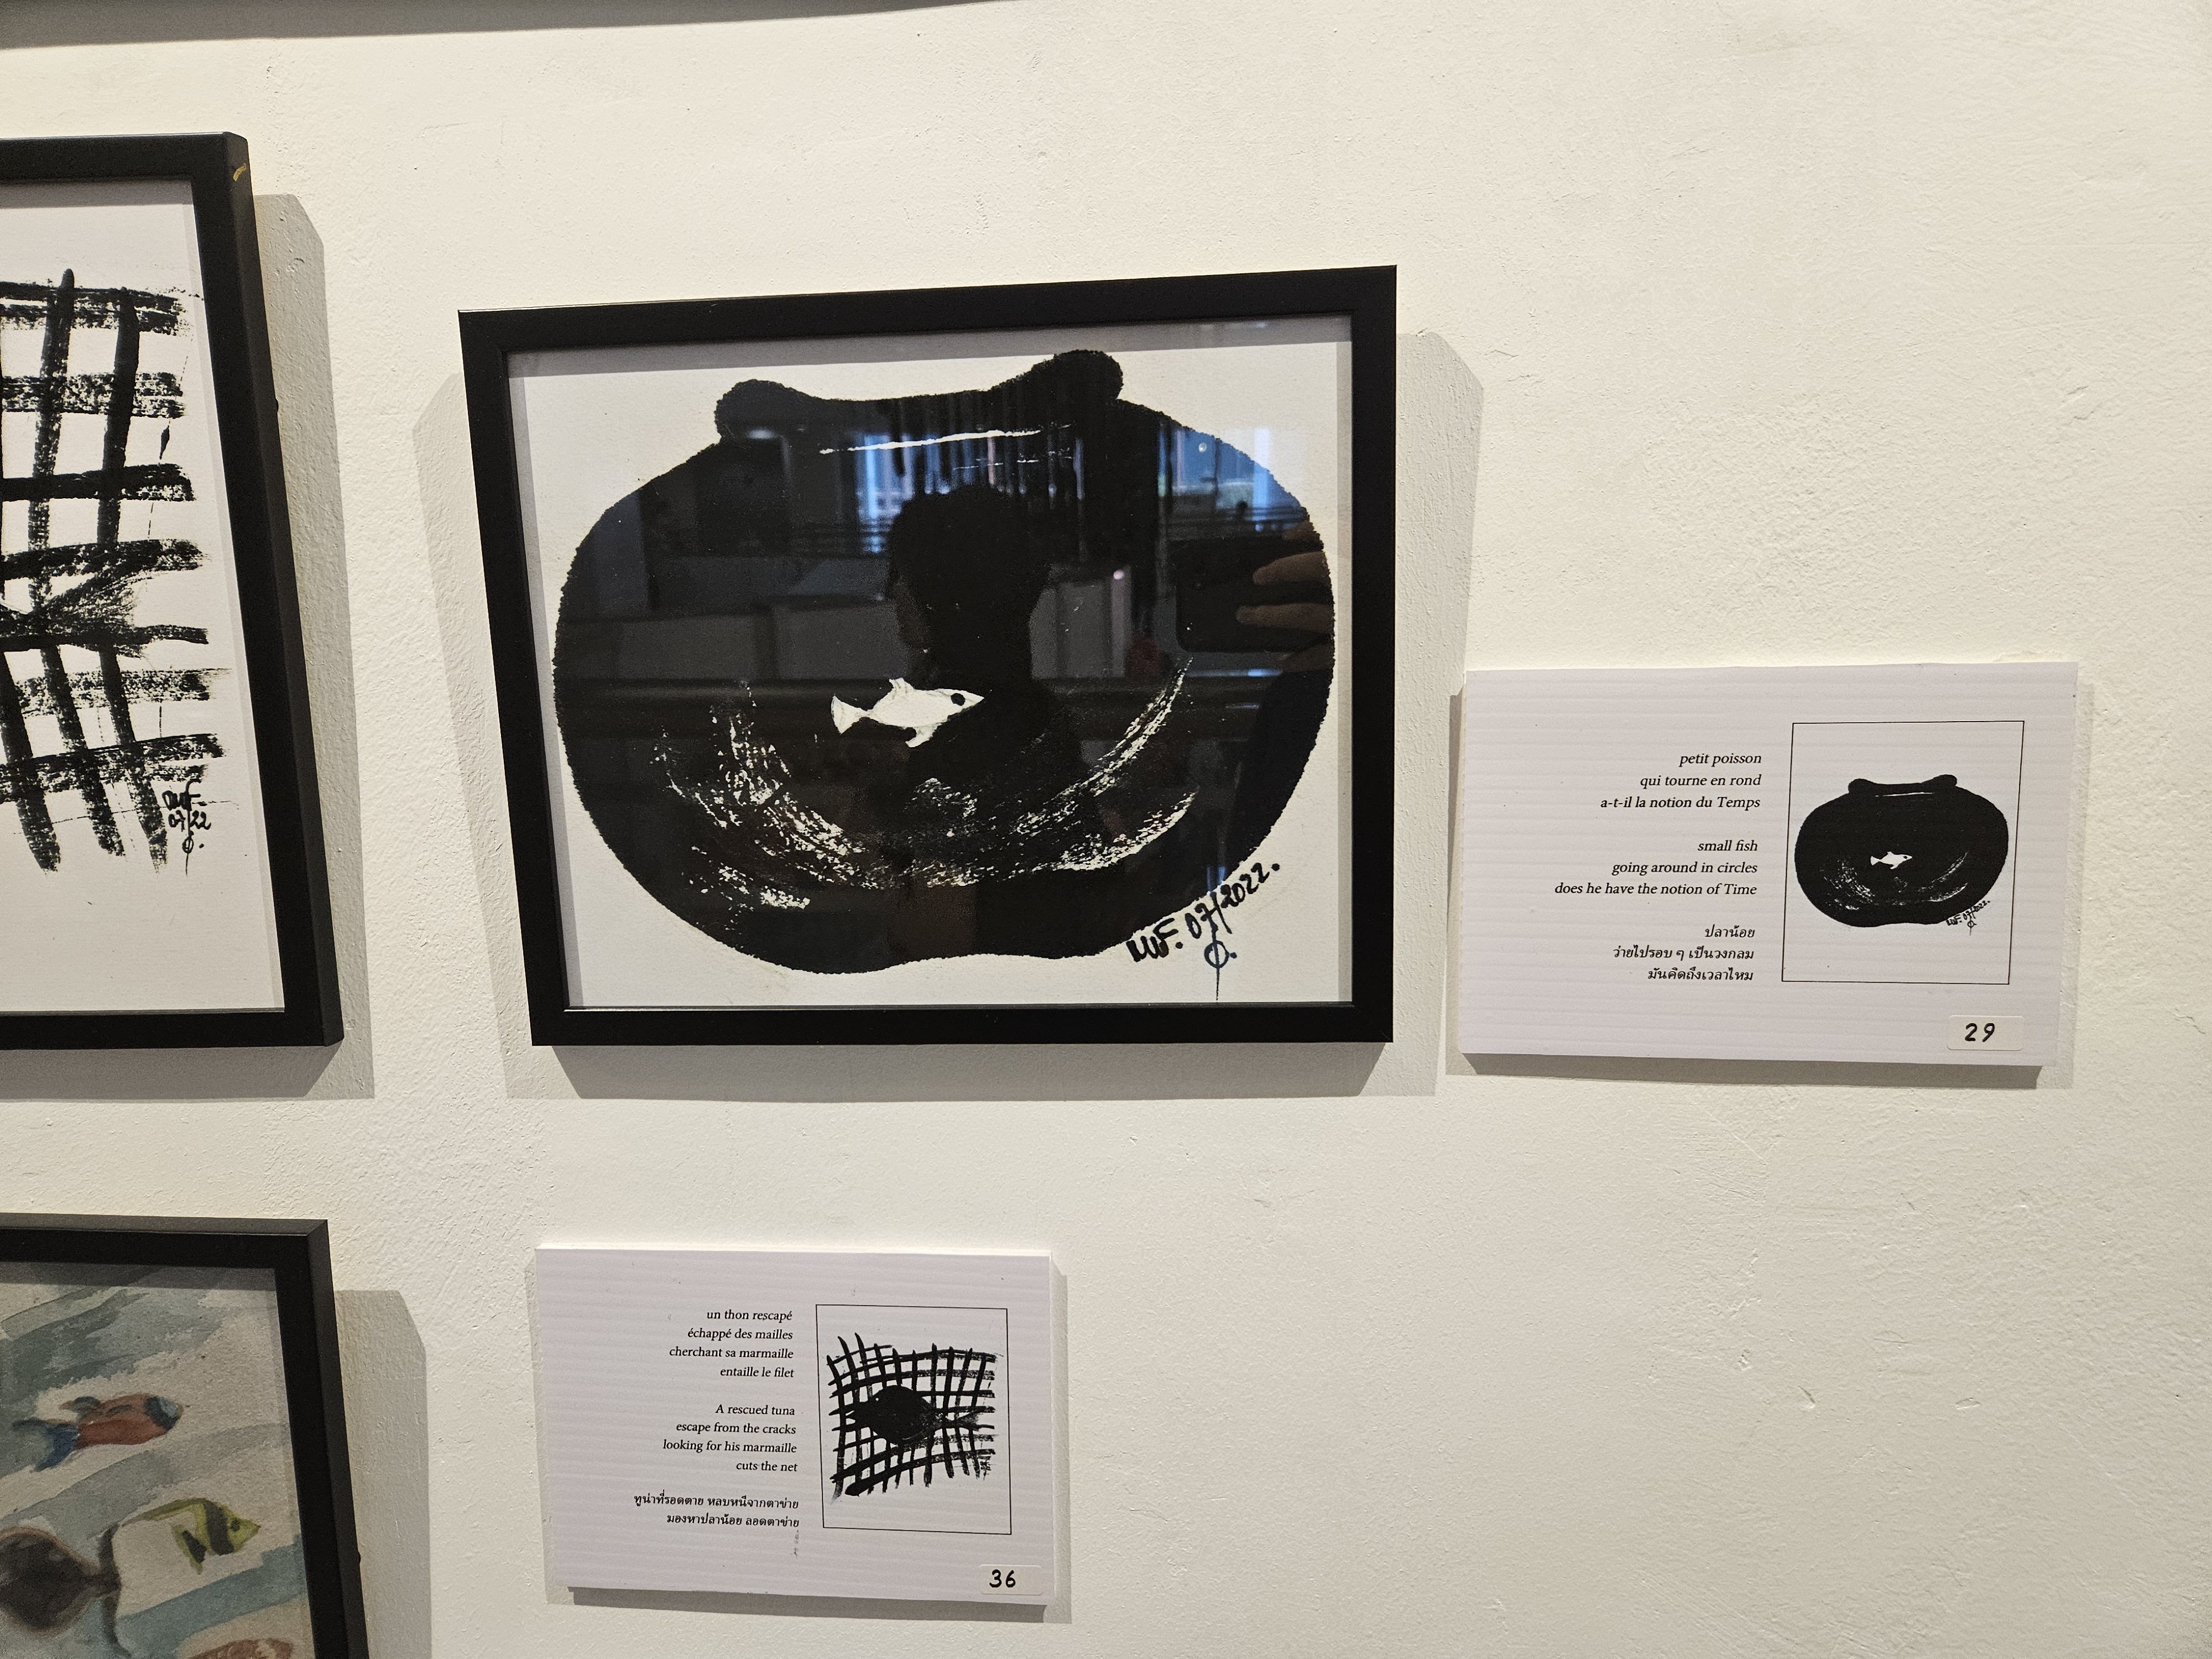 07/22
07/2022.
petit poisson
qui tourne en rond
a-t-il la notion du Temps
small fish
going around in circles
does he have the notion of Time
ปลาน้อย
ว่ายไปรอบ ๆ เป็นวงกลม
มันคิดถึงเวลาไหม
07/2022.
29
un thon rescapé
échappé des mailles
cherchant sa marmaille
entaille le filet
A rescued tuna
escape from the cracks
looking for his marmaille
cuts the net
ทูน่าที่รอดตาย หลบหนีจากตาข่าย
มองหาปลาน้อย ลอดตาข่าย
36